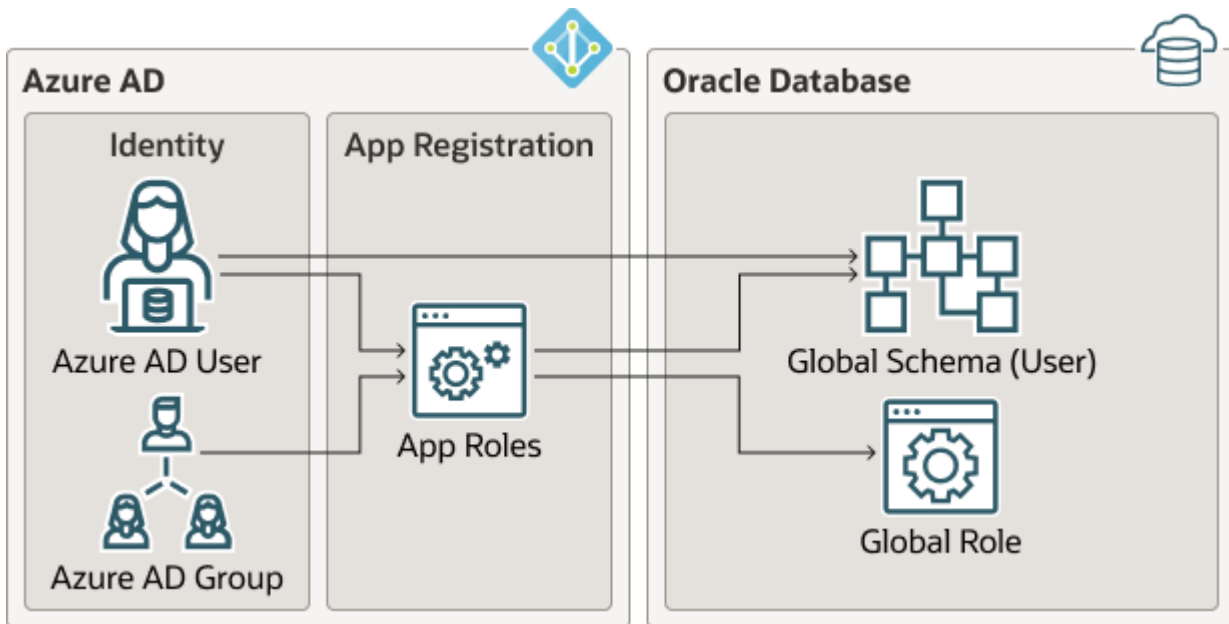 Azure AD
Identity
Azure AD User
Azure AD Group
App Registration
App Roles
Oracle Database
Global Schema (User)
Global Role